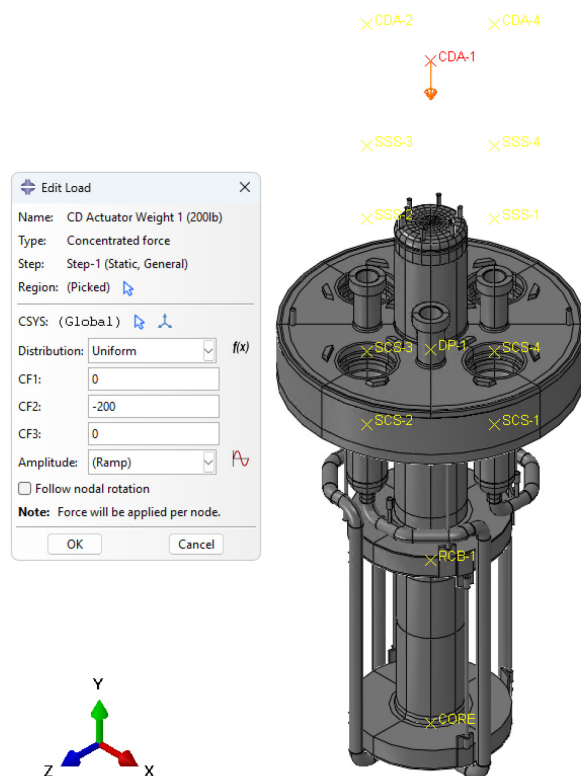 CDA-2 CDA-4
CDA-1
SSS-3 SSS-4
SSS-2 SSS-1
Edit Load
Name: CD Actuator Weight 1 (200lb)
Type: Concentrated force
Step: Step-1 (Static, General)
Region: (Picked)
CSYS: (Global)
Distribution: Uniform f(x)
CF1: 0
CF2: -200
CF3: 0
Amplitude: (Ramp)
Follow nodal rotation
Note: Force will be applied per node.
OK Cancel
SCS-3 DP-1 SCS-4
SCS-2 SCS-1
RCB-1
CORE
Y
Z X